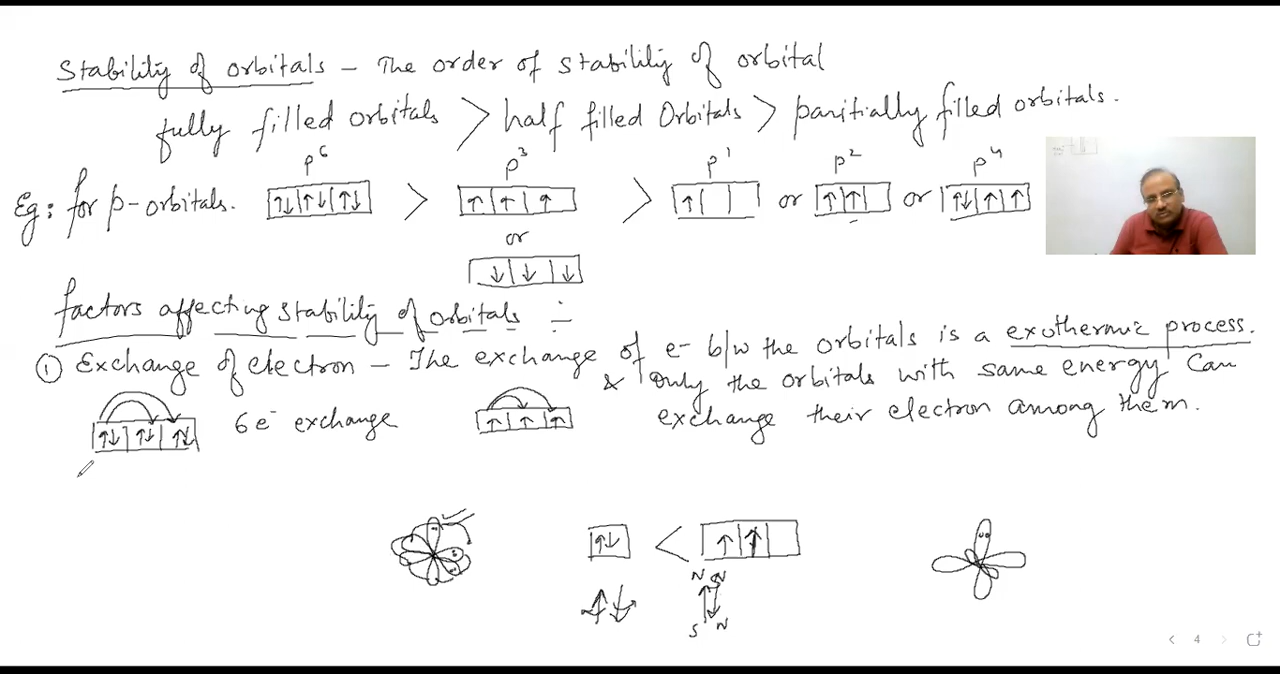 Stability of orbitals – The order of stability of orbital
fully filled orbitals > half filled Orbitals > paritially filled orbitals.
p⁶ p³ p¹ p² p⁴
Eg: for p-orbitals. ↑↓ ↑↓ ↑↓ > ↑ ↑ ↑ > ↑ or ↑ ↑ or ↑↓ ↑ ↑
or
↓ ↓ ↓
factors affecting stability of orbitals :-
① Exchange of electron – The exchange of e⁻ b/w the orbitals is a exothermic process.
& Only the orbitals with same energy can
exchange their electron among them.
↑↓ ↑↓ ↑↓ 6e⁻ exchange ↑ ↑ ↑
↑↓ < ↑ ↑
N
S N
4